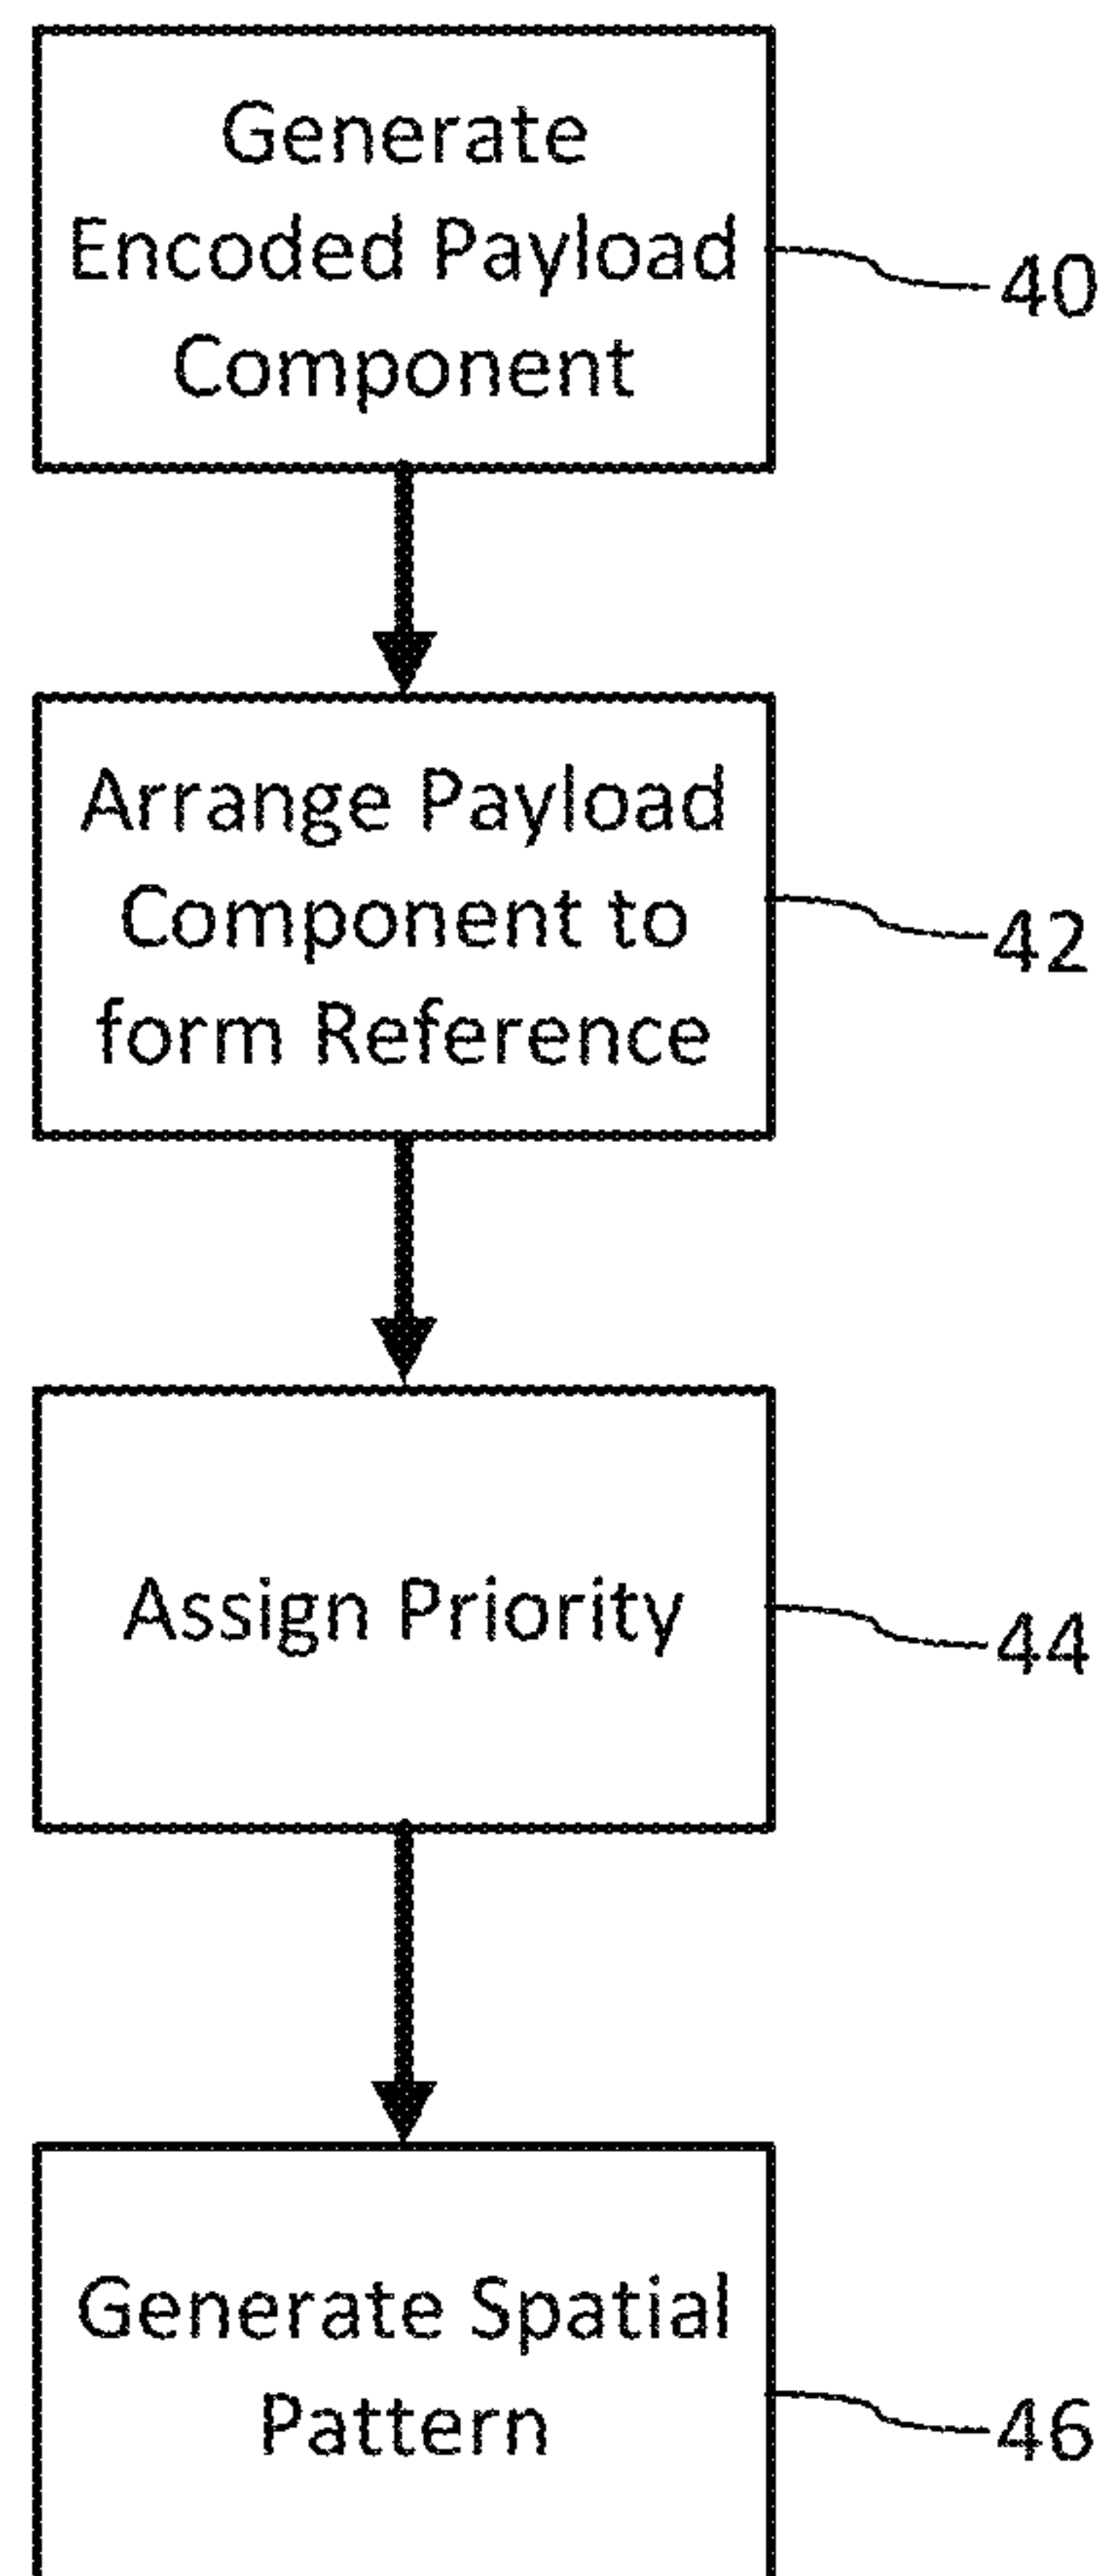 Generate
Encoded Payload
Component
40
Arrange Payload
Component to
form Reference
42
Assign Priority
44
Generate Spatial
Pattern
46